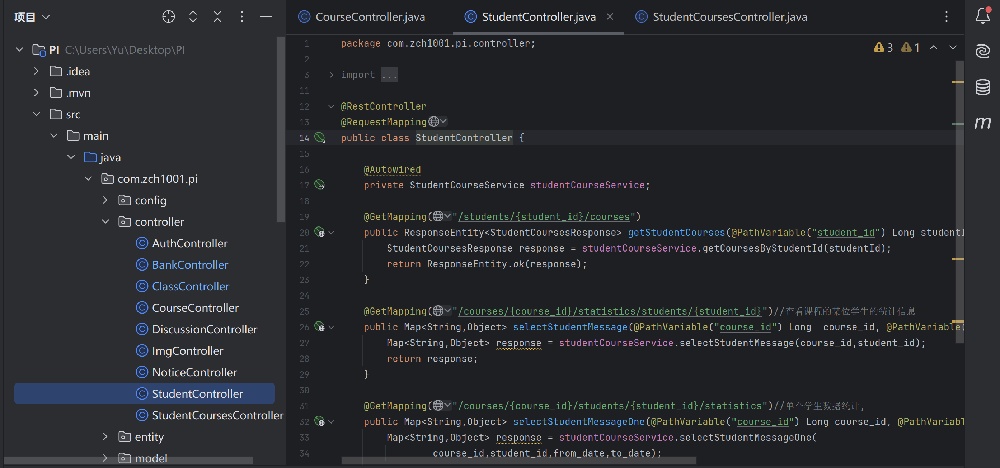 项目
PI C:\Users\Yu\Desktop\PI
.idea
.mvn
src
main
java
com.zch1001.pi
config
controller
AuthController
BankController
ClassController
CourseController
DiscussionController
ImgController
NoticeController
StudentController
StudentCoursesController
entity
model
CourseController.java StudentController.java StudentCoursesController.java
3 1
1 package com.zch1001.pi.controller;
2
3 import ...
11
12 @RestController
13 @RequestMapping
14 public class StudentController {
15
16 @Autowired
17 private StudentCourseService studentCourseService;
18
19 @GetMapping("/students/{student_id}/courses")
20 public ResponseEntity<StudentCoursesResponse> getStudentCourses(@PathVariable("student_id") Long studentI
21 StudentCoursesResponse response = studentCourseService.getCoursesByStudentId(studentId);
22 return ResponseEntity.ok(response);
23 }
24
25 @GetMapping("/courses/{course_id}/statistics/students/{student_id}")//查看课程的某位学生的统计信息
26 public Map<String,Object> selectStudentMessage(@PathVariable("course_id") Long course_id, @PathVariable(
27 Map<String,Object> response = studentCourseService.selectStudentMessage(course_id,student_id);
28 return response;
29 }
30
31 @GetMapping("/courses/{course_id}/students/{student_id}/statistics")//单个学生数据统计,
32 public Map<String,Object> selectStudentMessageOne(@PathVariable("course_id") Long course_id, @PathVariabl
33 Map<String,Object> response = studentCourseService.selectStudentMessageOne(
34 course_id,student_id,from_date,to_date);
m